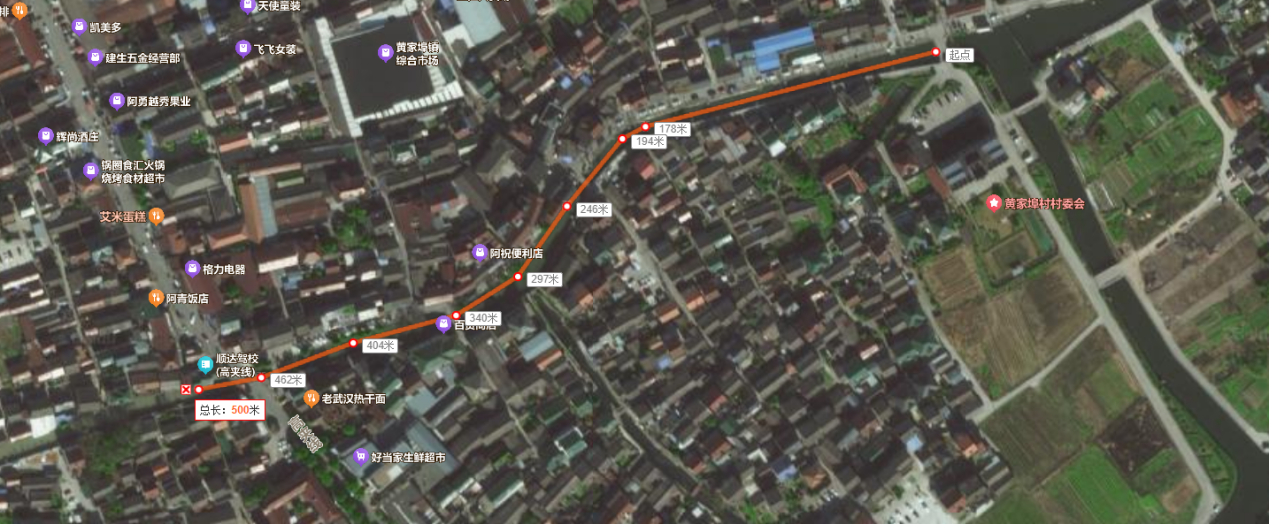 排
天使童装
凯美多
飞飞女装
黄家埠镇
综合市场
建生五金经营部
起点
阿勇越秀果业
178米
辉尚酒庄
194米
锅圈食汇火锅
烧烤食材超市
艾米蛋糕
246米
黄家埠村村委会
阿祝便利店
格力电器
297米
阿青饭店
340米
404米
顺达驾校
(高夹线)
462米
老武汉热干面
总长：500米
好当家生鲜超市